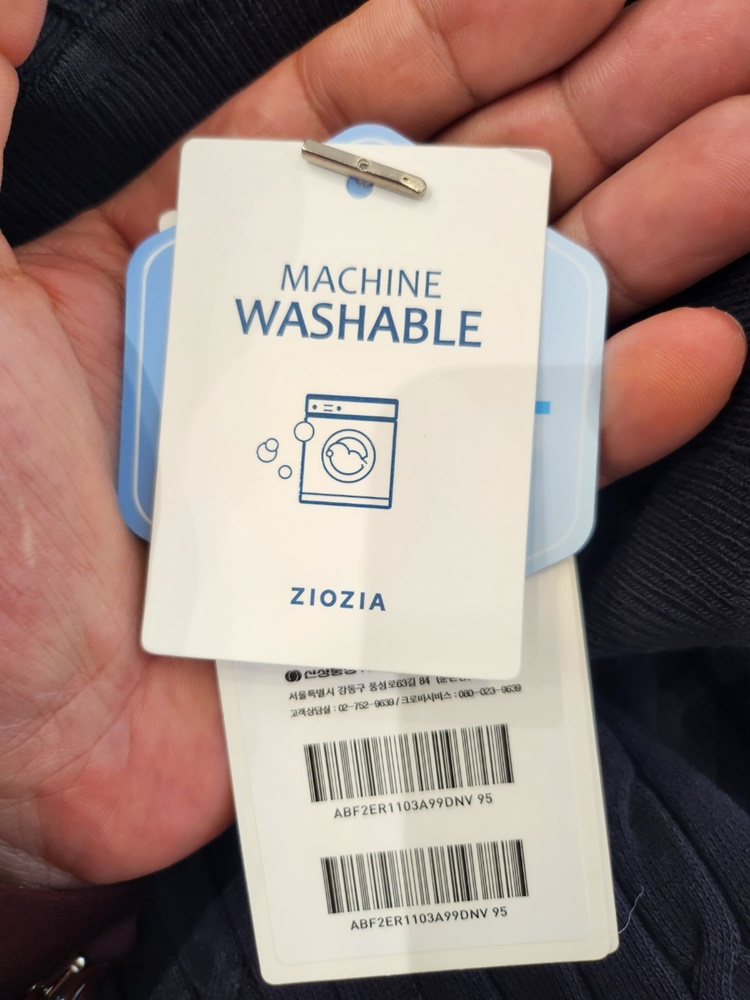 MACHINE
WASHABLE
ZIOZIA
서울특별시 강동구 풍성로63길 84
고객상담실 : 02-752-9639 / 크로바서비스 : 080-023-9639
ABF2ER1103A99DNV 95
ABF2ER1103A99DNV 95